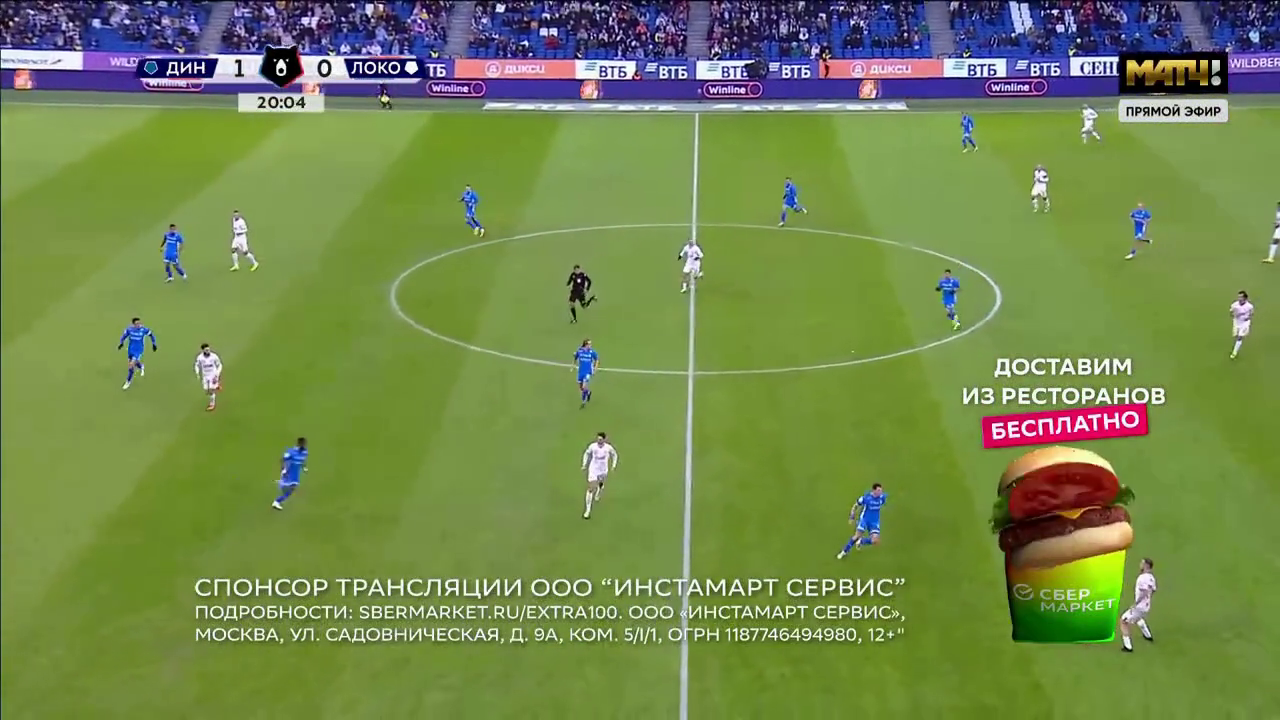 ДИН 1 0 ЛОКО
20:04
МАТЧ!
ПРЯМОЙ ЭФИР
WILDB
ВТБ
ДИКСИ
ВТБ
ВТБ
ВТБ
ВТБ
ДИКСИ
ВТБ
ВТБ
СЕН
WILDBER
Winline
Winline
Winline
Winline
ДОСТАВИМ
ИЗ РЕСТОРАНОВ
БЕСПЛАТНО
СБЕР
МАРКЕТ
СПОНСОР ТРАНСЛЯЦИИ ООО “ИНСТАМАРТ СЕРВИС”
ПОДРОБНОСТИ: SBERMARKET.RU/EXTRA100. ООО «ИНСТАМАРТ СЕРВИС»,
МОСКВА, УЛ. САДОВНИЧЕСКАЯ, Д. 9А, КОМ. 5/I/1, ОГРН 1187746494980, 12+"